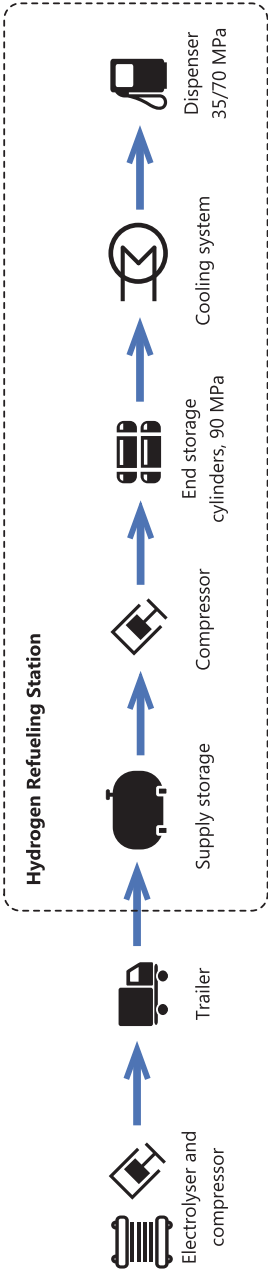 Hydrogen Refueling Station
Electrolyser and
compressor
Trailer
Supply storage
Compressor
End storage
cylinders, 90 MPa
Cooling system
Dispenser
35/70 MPa